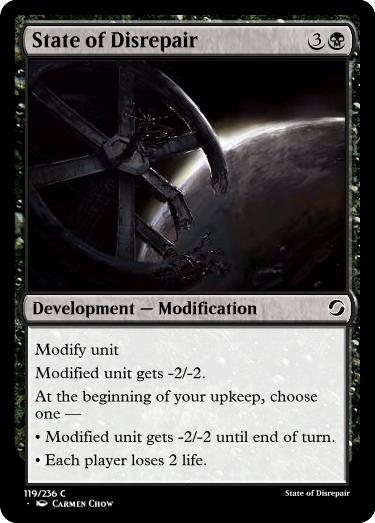 State of Disrepair 3
Development — Modification
Modify unit
Modified unit gets -2/-2.
At the beginning of your upkeep, choose
one —
• Modified unit gets -2/-2 until end of turn.
• Each player loses 2 life.
119/236 C
State of Disrepair
· Carmen Chow